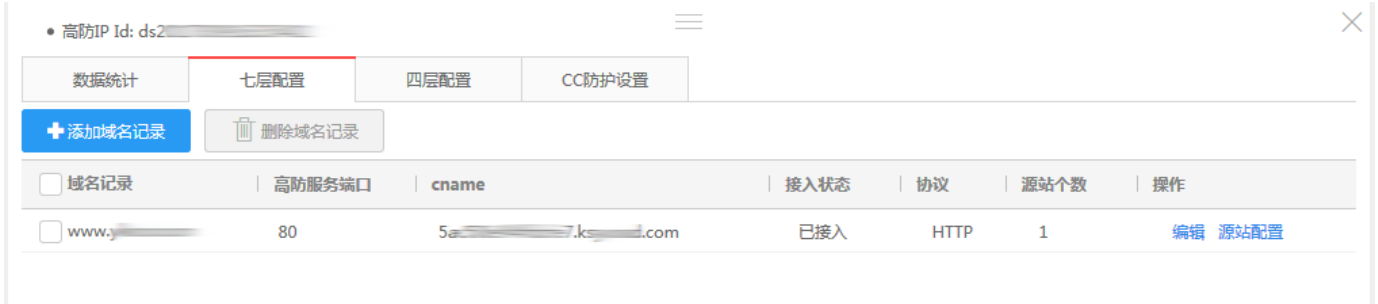 • 高防IP Id: ds2
数据统计 七层配置 四层配置 CC防护设置
添加域名记录 删除域名记录
域名记录 高防服务端口 cname 接入状态 协议 源站个数 操作
www.y 80 5a 7.ks .com 已接入 HTTP 1 编辑 源站配置